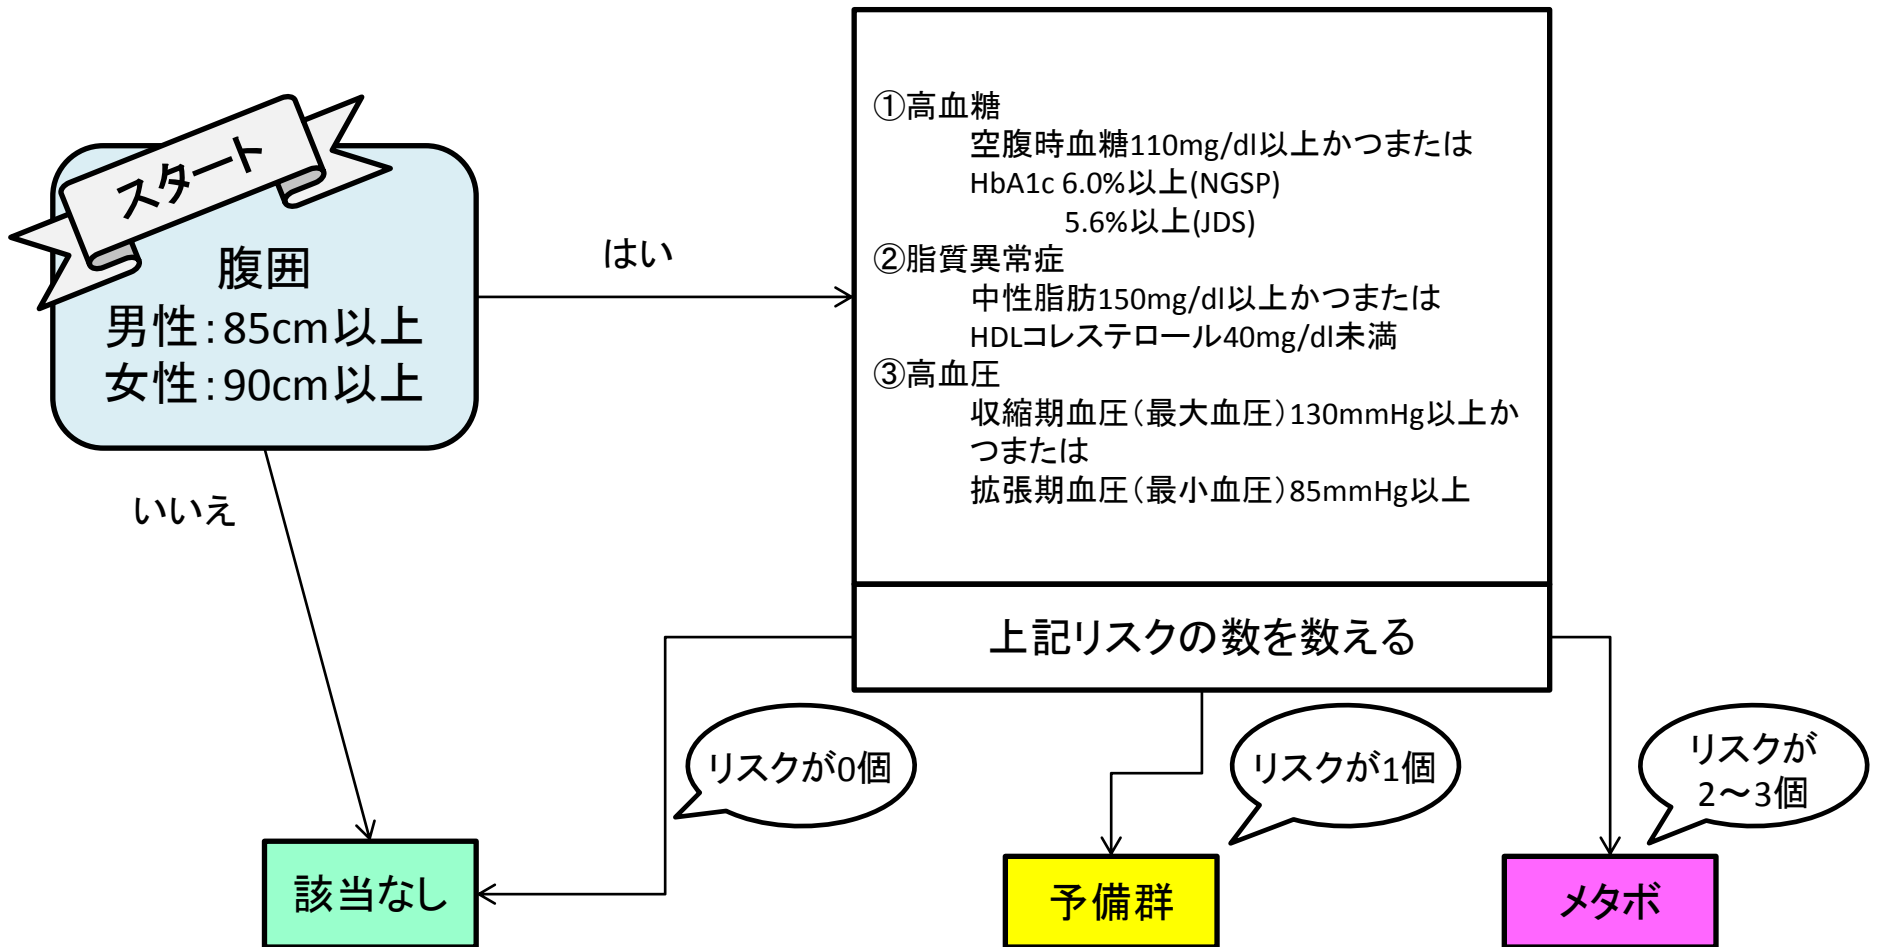 スタート
腹囲
男性：85cm以上
女性：90cm以上
はい
いいえ
①高血糖
空腹時血糖110mg/dl以上かつまたは
HbA1c 6.0%以上(NGSP)
5.6%以上(JDS)
②脂質異常症
中性脂肪150mg/dl以上かつまたは
HDLコレステロール40mg/dl未満
③高血圧
収縮期血圧（最大血圧）130mmHg以上か
つまたは
拡張期血圧（最小血圧）85mmHg以上
上記リスクの数を数える
リスクが0個
リスクが1個
リスクが
2～3個
該当なし
予備群
メタボ